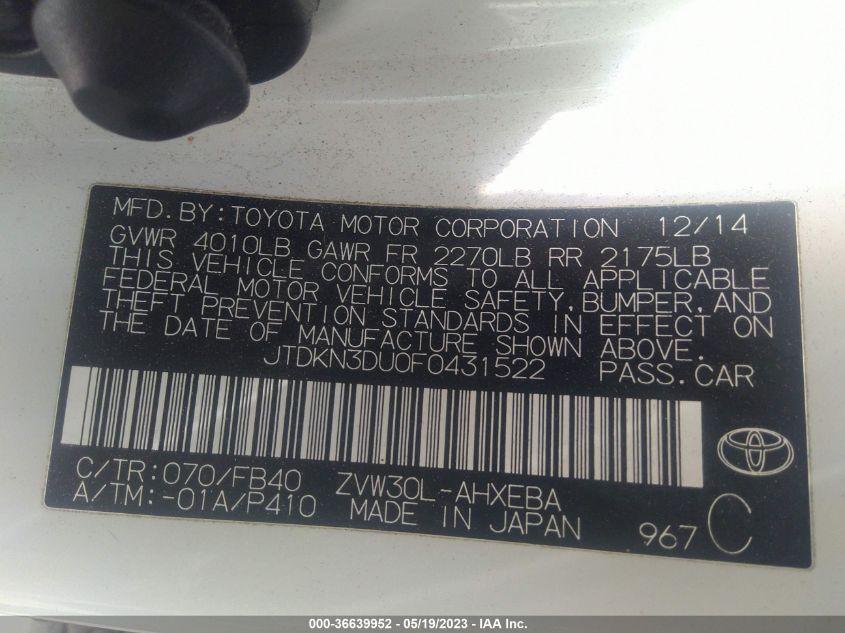 MFD.BY:TOYOTA MOTOR CORPORATION 12/14
GVWR 4010LB GAWR FR 2270LB RR 2175LB
THIS VEHICLE CONFORMS TO ALL APPLICABLE
FEDERAL MOTOR VEHICLE SAFETY,BUMPER,AND
THEFT PREVENTION STANDARDS IN EFFECT ON
THE DATE OF MANUFACTURE SHOWN ABOVE.
JTDKN3DU0F0431522 PASS.CAR
C/TR:070/FB40 ZVW30L-AHXEBA
A/TM:-01A/P410 MADE IN JAPAN 967 C
000-36639952 - 05/19/2023 - IAA Inc.